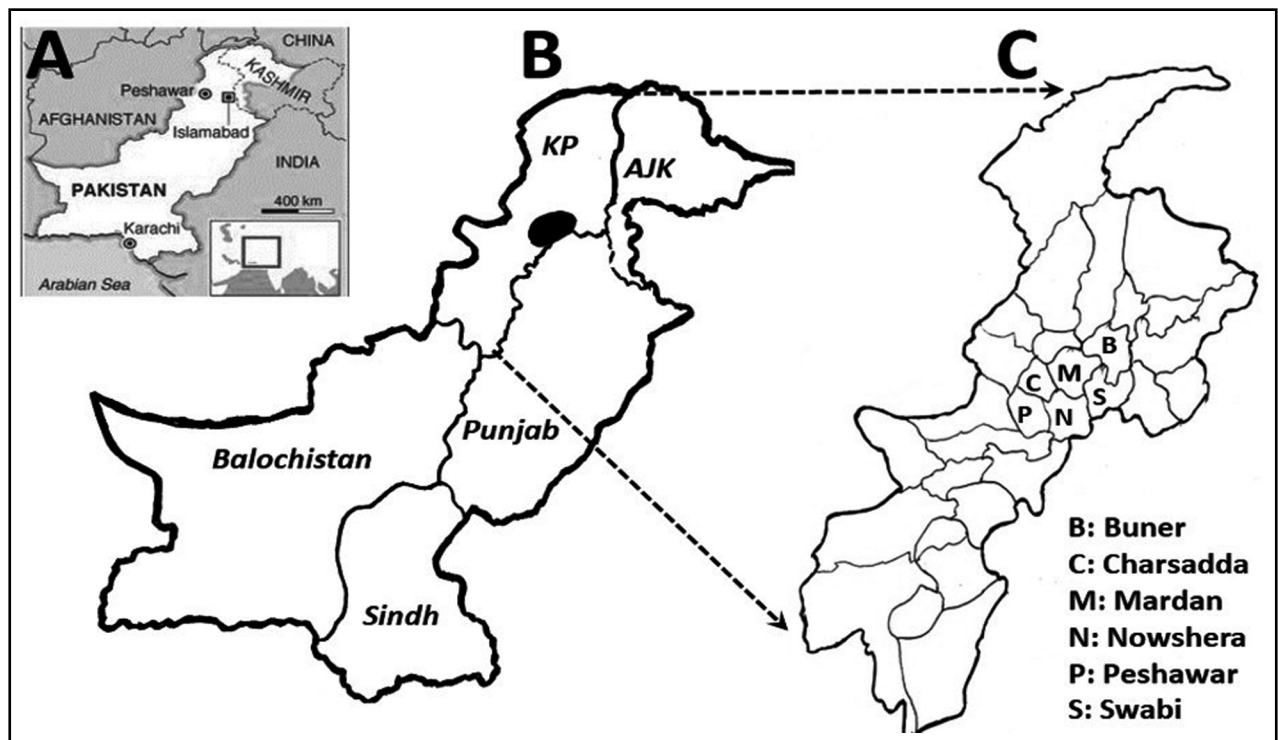 A
CHINA
KASHMIR
Peshawar
AFGHANISTAN
Islamabad
INDIA
PAKISTAN
400 km
Karachi
Arabian Sea
B
KP
AJK
Punjab
Balochistan
Sindh
C
B
M
C
S
P
N
B: Buner
C: Charsadda
M: Mardan
N: Nowshera
P: Peshawar
S: Swabi